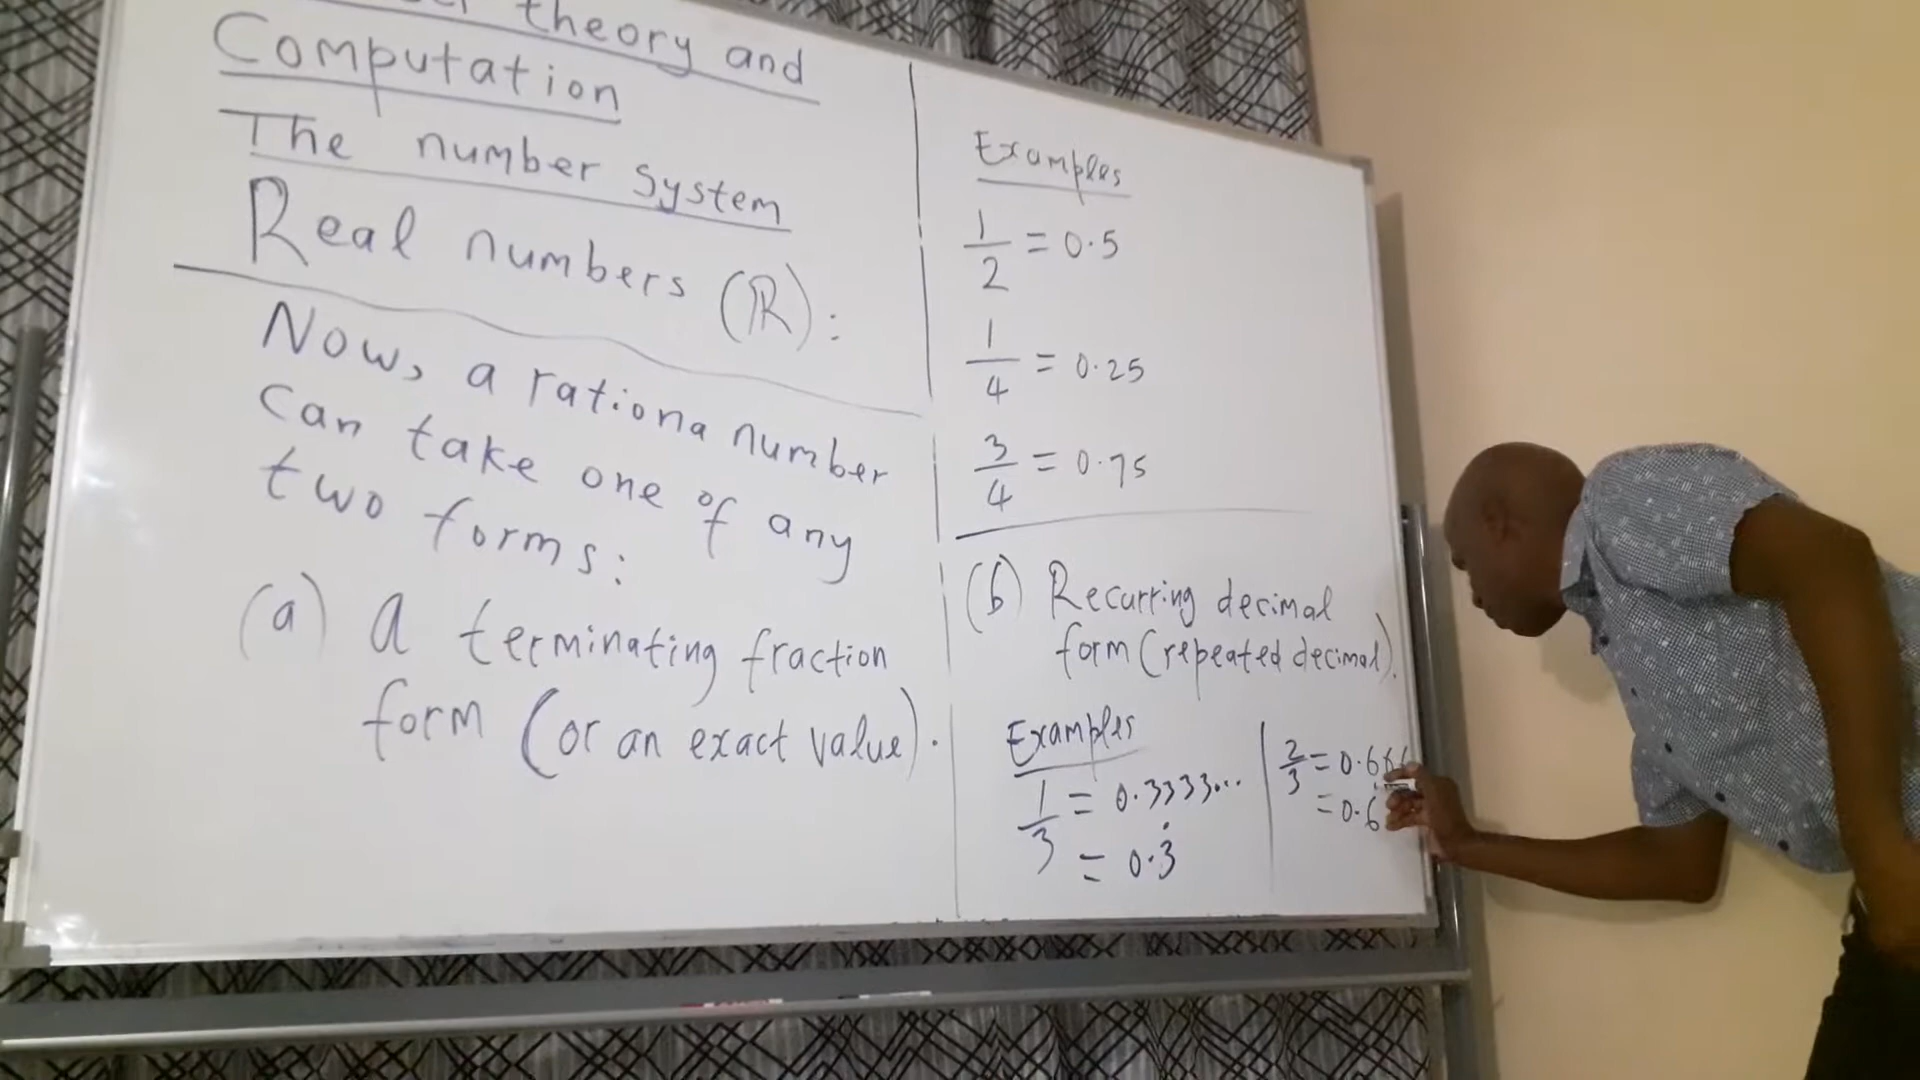 theory and
Computation
The number System
Real numbers (ℝ):
Now, a rationa number
can take one of any
two forms:
(a) a terminating fraction
form (or an exact value).
Examples
1/2 = 0.5
1/4 = 0.25
3/4 = 0.75
(b) Recurring decimal
form (repeated decimal).
Examples
1/3 = 0.3333...
= 0.3̇
2/3 = 0.666
= 0.6